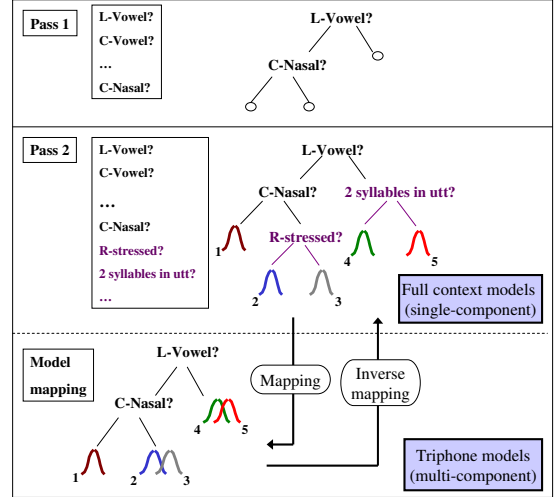 Pass 1
L-Vowel?
C-Vowel?
…
C-Nasal?
L-Vowel?
C-Nasal?
Pass 2
L-Vowel?
C-Vowel?
…
C-Nasal?
R-stressed?
2 syllables in utt?
…
L-Vowel?
C-Nasal?
2 syllables in utt?
1
R-stressed?
4
5
2
3
Full context models
(single-component)
Model
mapping
L-Vowel?
C-Nasal?
4
5
1
2
3
Mapping
Inverse
mapping
Triphone models
(multi-component)